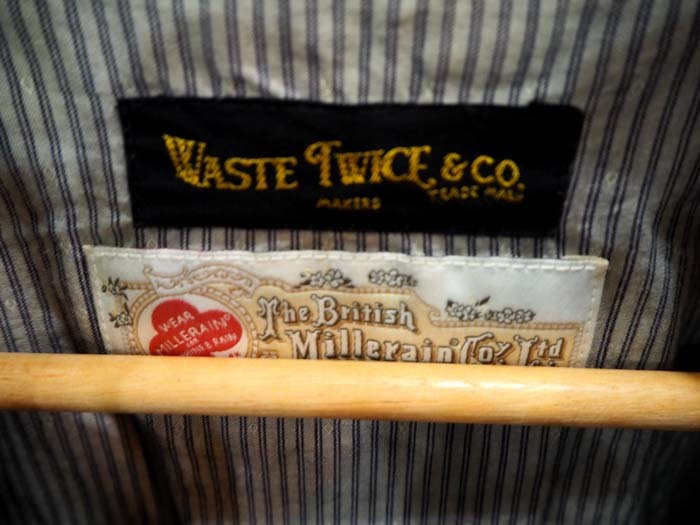 WASTE TWICE & CO.
MAKERS
TRADE MARK
WEAR
MILLERAIN
The British
Millerain Co., Ltd